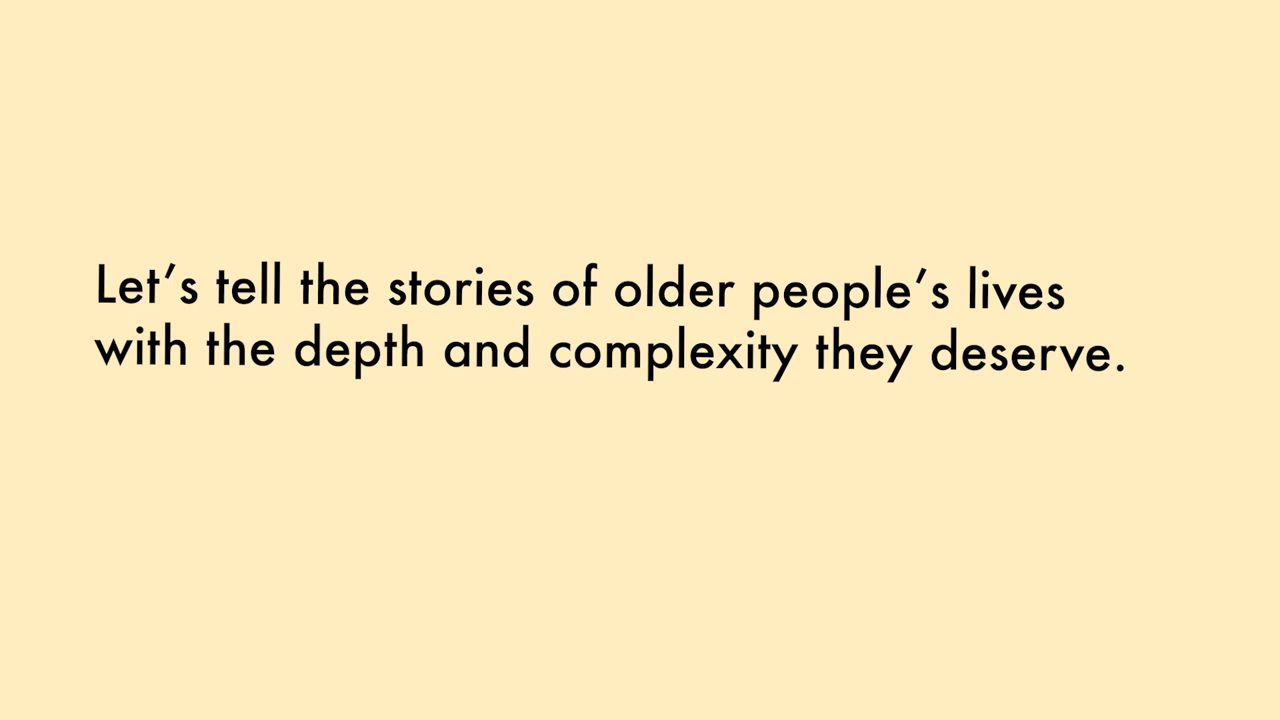 Let’s tell the stories of older people’s lives
with the depth and complexity they deserve.